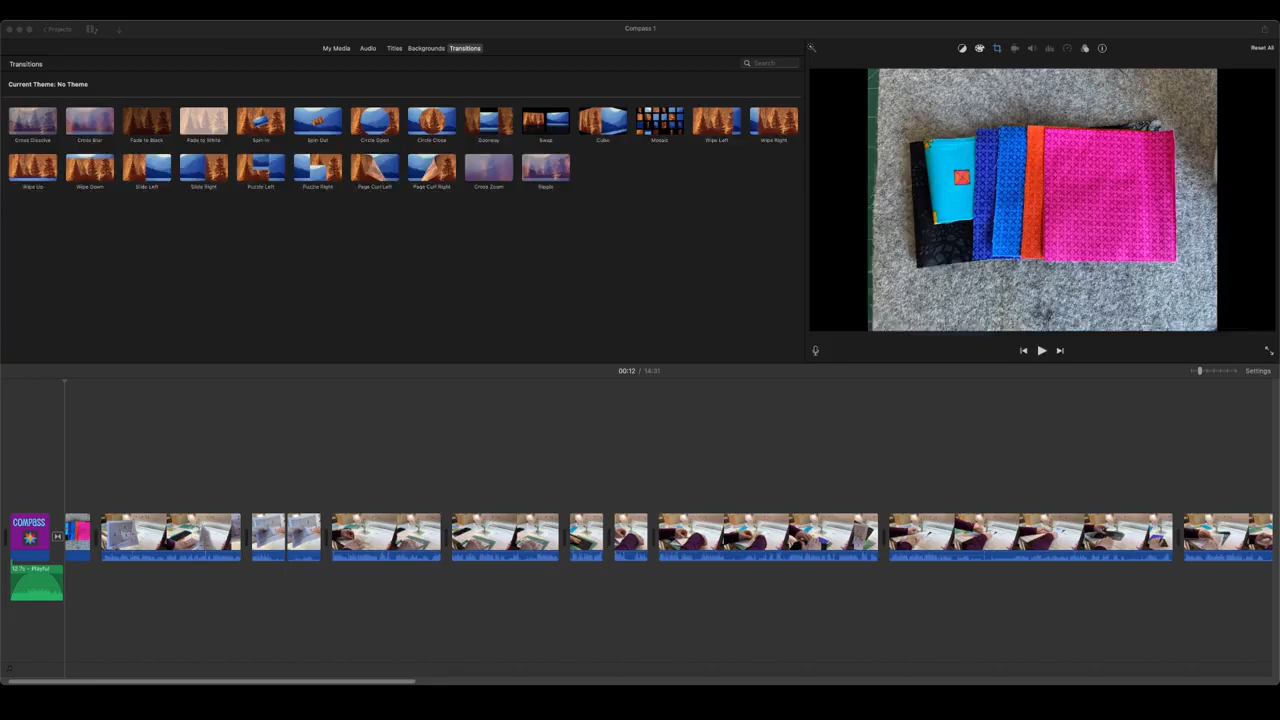 Projects
Compass 1
My Media Audio Titles Backgrounds Transitions
Reset All
Transitions
Search
Current Theme: No Theme
Cross Dissolve Cross Blur Fade to Black Fade to White Spin In Spin Out Circle Open Circle Close Doorway Swap Cube Mosaic Wipe Left Wipe Right
Wipe Up Wipe Down Slide Left Slide Right Puzzle Left Puzzle Right Page Curl Left Page Curl Right Cross Zoom Ripple
00:12 / 14:31
Settings
COMPASS
12.7s – Playful